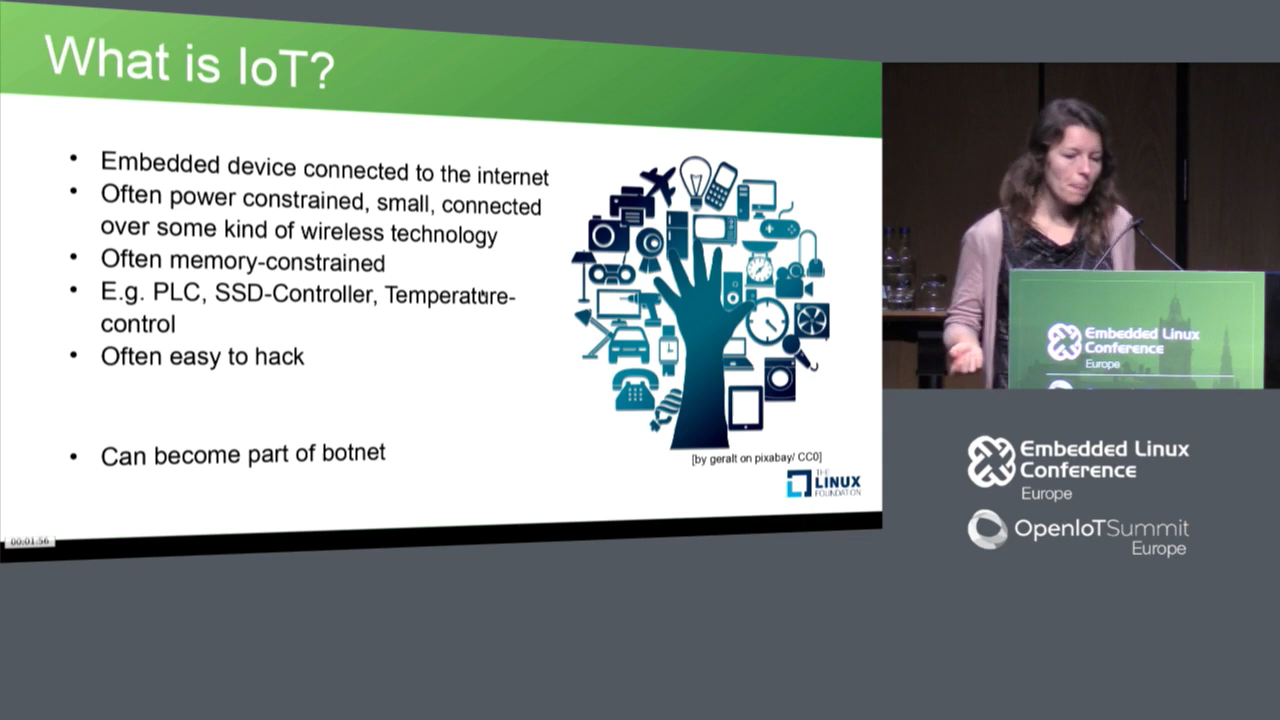 What is IoT?
• Embedded device connected to the internet
• Often power constrained, small, connected
over some kind of wireless technology
• Often memory-constrained
• E.g. PLC, SSD-Controller, Temperature-
control
• Often easy to hack
• Can become part of botnet
[by geralt on pixabay/ CC0]
THE
LINUX
FOUNDATION
00:01:56
Embedded Linux
Conference
Europe
Embedded Linux
Conference
Europe
OpenIoTSummit
Europe